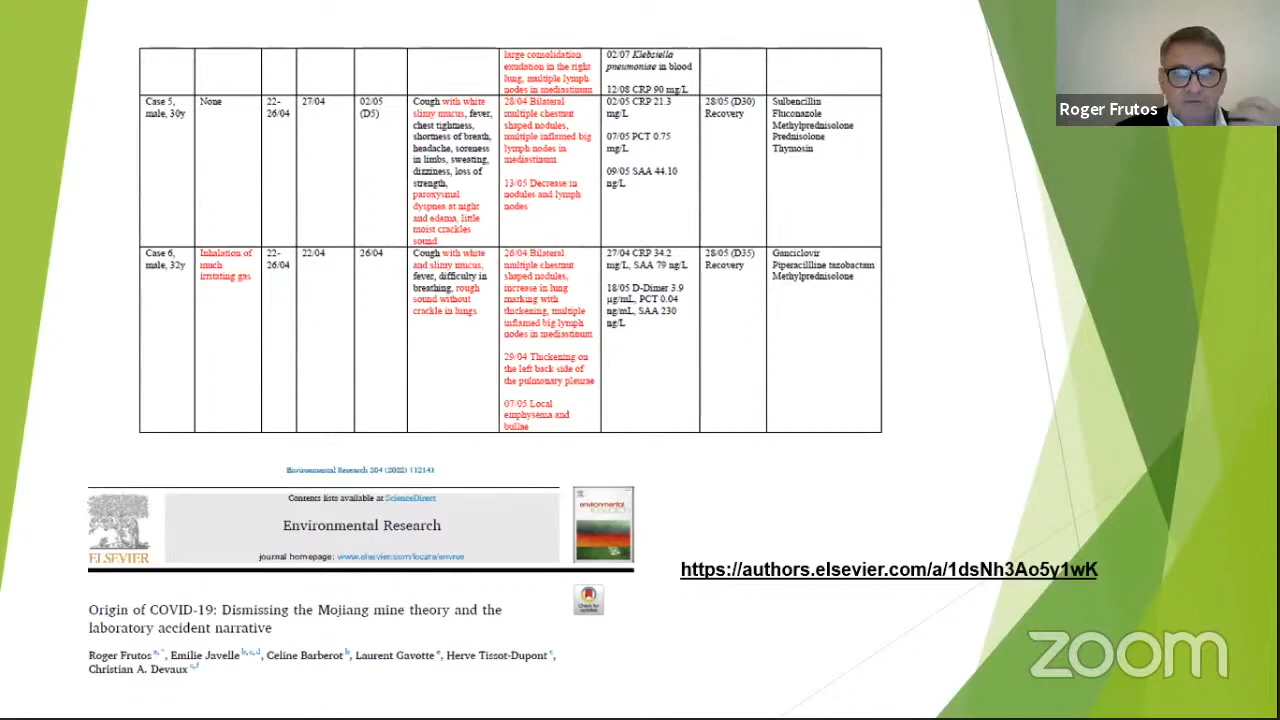 large consolidation
exudation in the right
lung, multiple lymph
nodes in mediastinum
02/07 Klebsiella
pneumoniae in blood
12/08 CRP 90 mg/L
Case 5,
male, 30y
None
22-
26/04
27/04
02/05
(D5)
Cough with white
slimy mucus, fever,
chest tightness,
shortness of breath,
headache, soreness
in limbs, sweating,
dizziness, loss of
strength,
paroxysmal
dyspnea at night
and edema, little
moist crackles
sound
28/04 Bilateral
multiple chestnut
shaped nodules,
multiple inflamed big
lymph nodes in
mediastinum
13/05 Decrease in
nodules and lymph
nodes
02/05 CRP 21.3
mg/L
07/05 PCT 0.75
mg/L
09/05 SAA 44.10
ng/L
28/05 (D30)
Recovery
Sulbencillin
Fluconazole
Methylprednisolone
Prednisolone
Thymosin
Case 6,
male, 32y
Inhalation of
much
irritating gas
22-
26/04
22/04
26/04
Cough with white
and slimy mucus,
fever, difficulty in
breathing, rough
sound without
crackle in lungs
26/04 Bilateral
multiple chestnut
shaped nodules,
increase in lung
marking with
thickening, multiple
inflamed big lymph
nodes in mediastinum
29/04 Thickening on
the left back side of
the pulmonary pleurae
07/05 Local
emphysema and
bullae
27/04 CRP 34.2
mg/L, SAA 79 ng/L
18/05 D-Dimer 3.9
µg/mL, PCT 0.04
ng/mL, SAA 230
ng/L
28/05 (D35)
Recovery
Ganciclovir
Piperacillline tazobactam
Methylprednisolone
Roger Frutos
Environmental Research 204 (2022) 112141
Contents lists available at ScienceDirect
Environmental Research
journal homepage: www.elsevier.com/locate/envres
ELSEVIER
environmental
Check for
updates
https://authors.elsevier.com/a/1dsNh3Ao5y1wK
Origin of COVID-19: Dismissing the Mojiang mine theory and the
laboratory accident narrative
Roger Frutos a,*, Emilie Javelle b,c,d, Celine Barberot b, Laurent Gavotte e, Herve Tissot-Dupont c,
Christian A. Devaux c,f
zoom